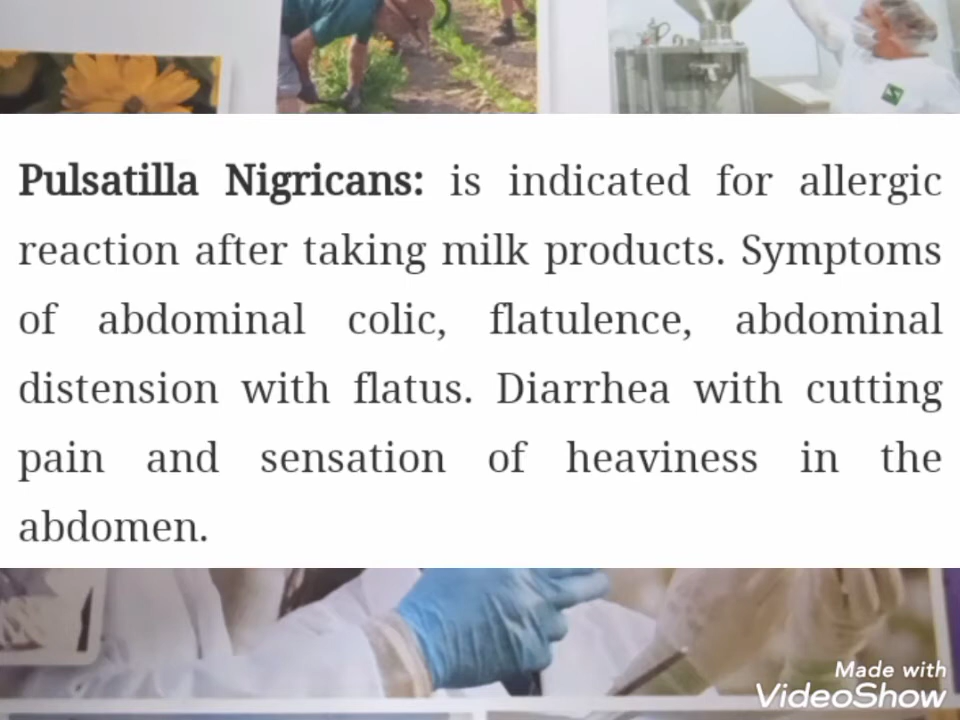 Pulsatilla Nigricans: is indicated for allergic
reaction after taking milk products. Symptoms
of abdominal colic, flatulence, abdominal
distension with flatus. Diarrhea with cutting
pain and sensation of heaviness in the
abdomen.
Made with
VideoShow